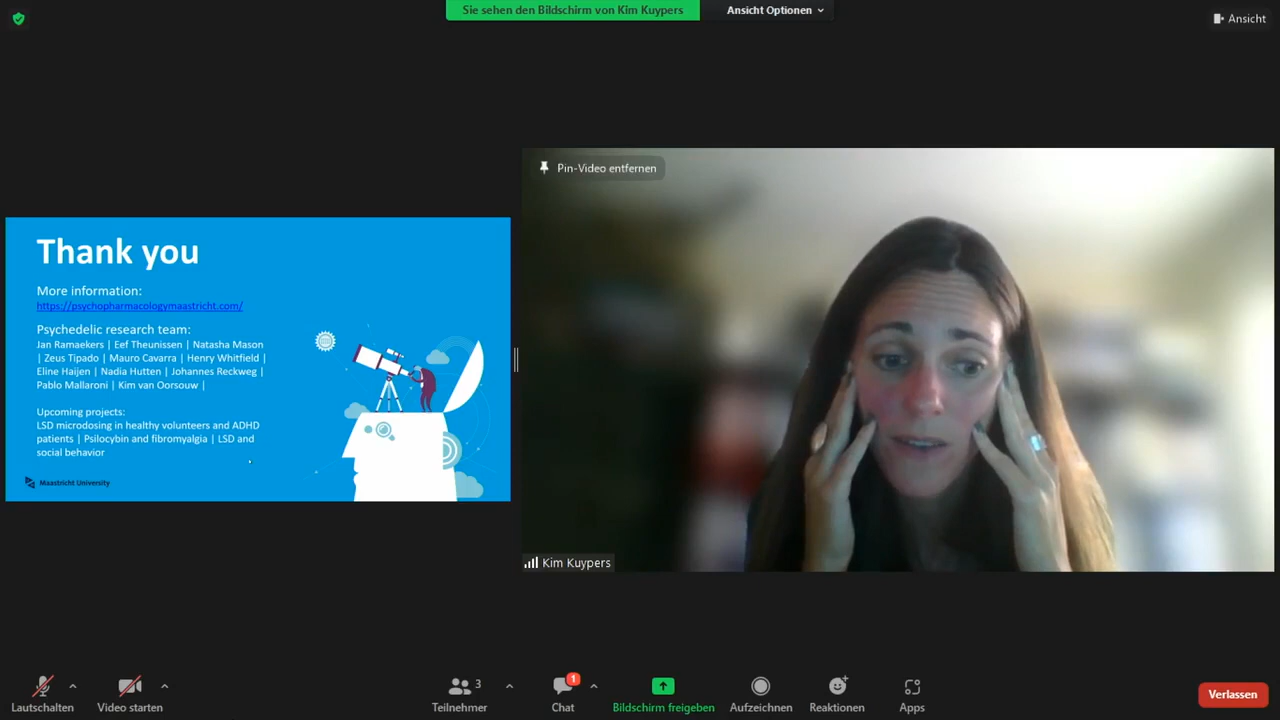 Sie sehen den Bildschirm von Kim Kuypers
Ansicht Optionen
Ansicht
Pin-Video entfernen
Thank you
More information:
https://psychopharmacologymaastricht.com/
Psychedelic research team:
Jan Ramaekers | Eef Theunissen | Natasha Mason
| Zeus Tipado | Mauro Cavarra | Henry Whitfield |
Eline Haijen | Nadia Hutten | Johannes Reckweg |
Pablo Mallaroni | Kim van Oorsouw |
Upcoming projects:
LSD microdosing in healthy volunteers and ADHD
patients | Psilocybin and fibromyalgia | LSD and
social behavior
Maastricht University
Kim Kuypers
Lautschalten
Video starten
3
Teilnehmer
1
Chat
Bildschirm freigeben
Aufzeichnen
Reaktionen
Apps
Verlassen